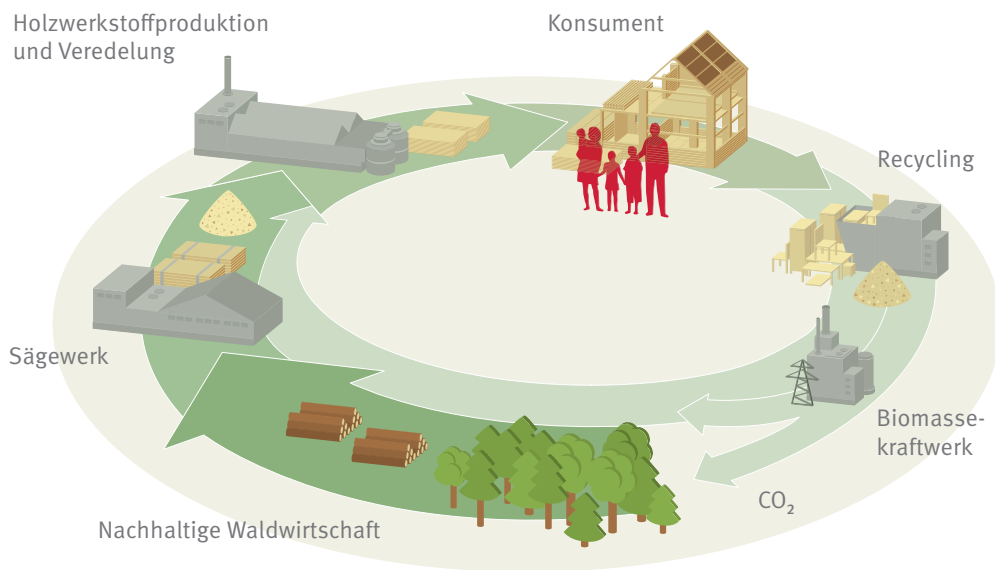 Holzwerkstoffproduktion
und Veredelung
Konsument
Recycling
Sägewerk
Biomasse-
kraftwerk
CO₂
Nachhaltige Waldwirtschaft